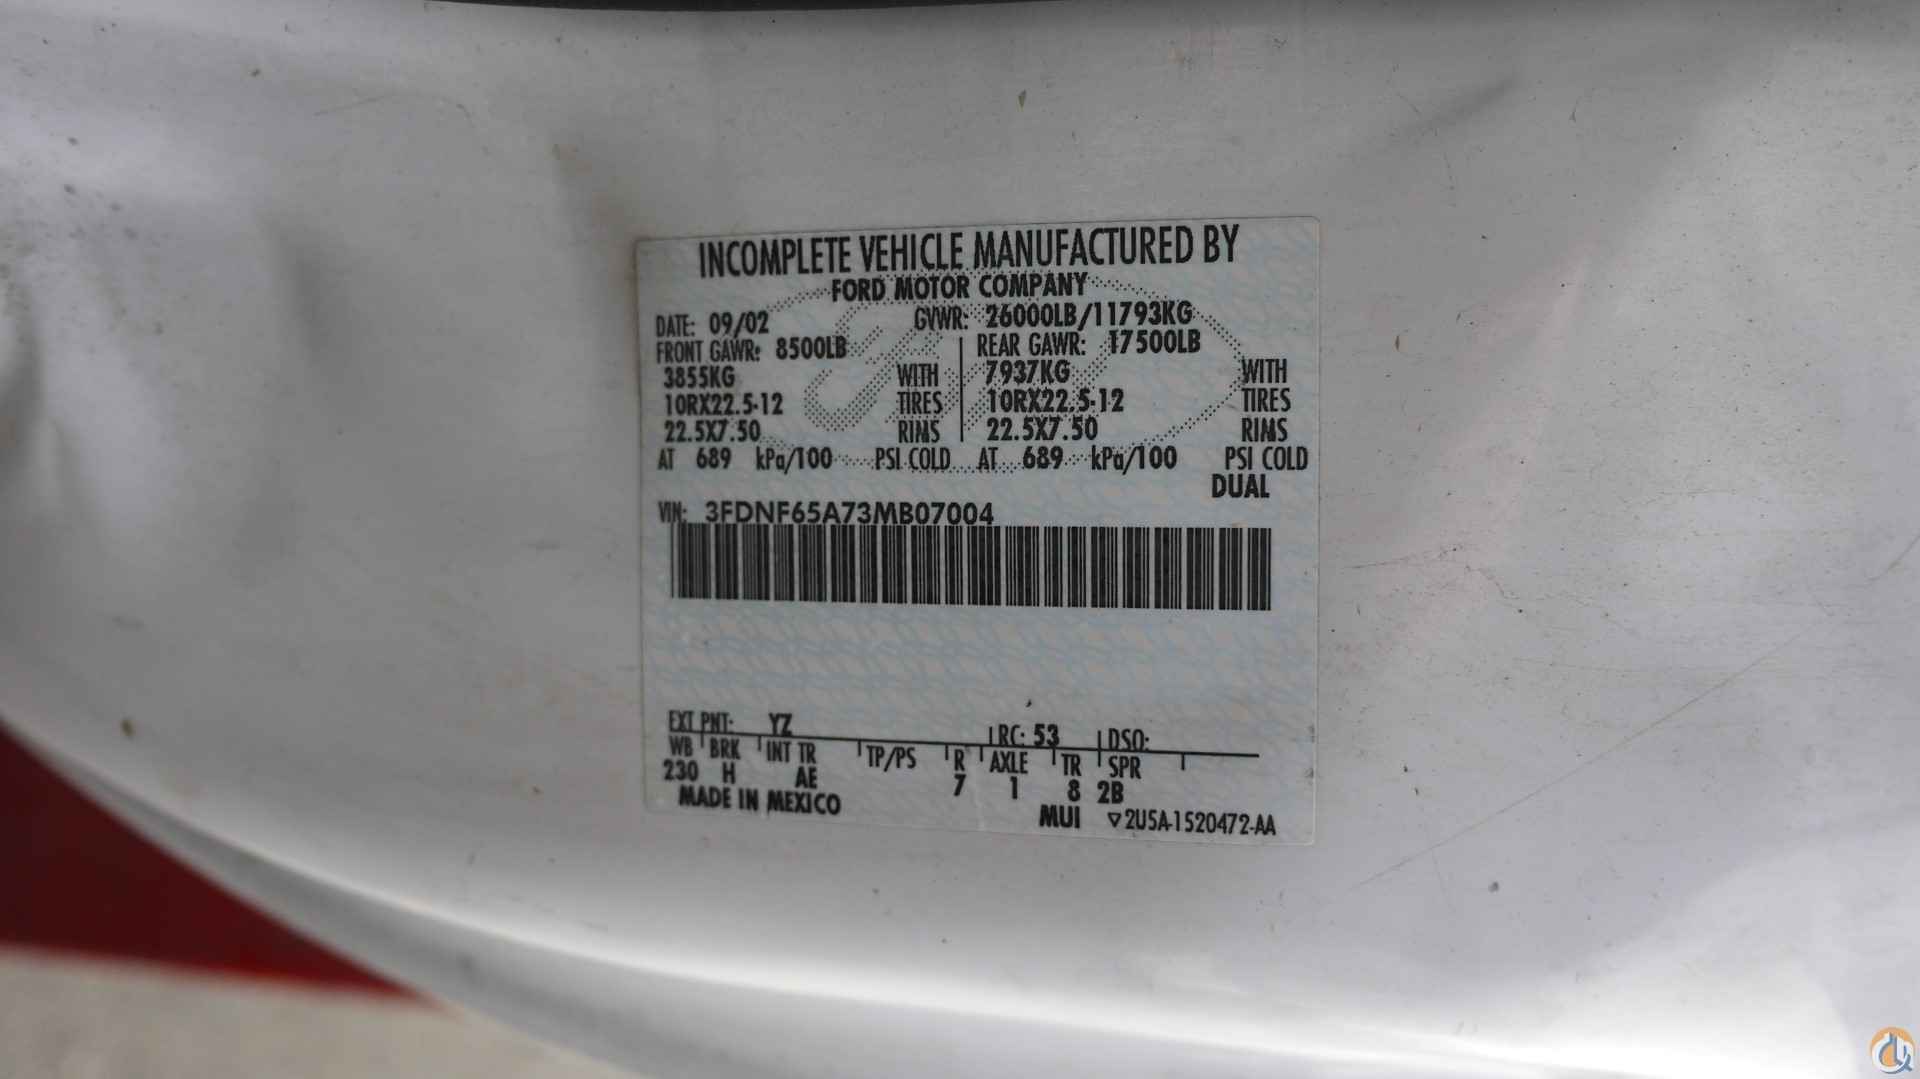 INCOMPLETE VEHICLE MANUFACTURED BY
FORD MOTOR COMPANY
DATE: 09/02 GVWR: 26000LB/11793KG
FRONT GAWR: 8500LB REAR GAWR: 17500LB
3855KG WITH 7937KG WITH
10RX22.5-12 TIRES 10RX22.5-12 TIRES
22.5X7.50 RIMS 22.5X7.50 RIMS
AT 689 kPa/100 PSI COLD AT 689 kPa/100 PSI COLD
DUAL
VIN: 3FDNF65A73MB07004
EXT PNT: YZ RC: 53 DSO:
WB BRK INT TR TP/PS R AXLE TR SPR
230 H AE 7 1 8 2B
MADE IN MEXICO MUI ▽2U5A-1520472-AA